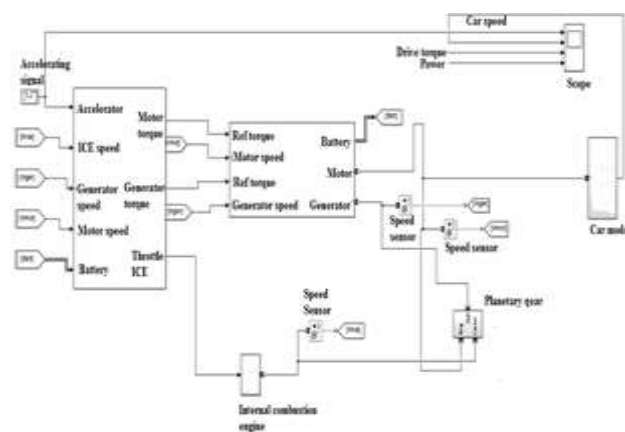 Car speed
Drive torque
Power
Scope
Accelerating
signal
Accelerator
Motor
torque
ICE speed
Generator
speed
Generator
torque
Motor speed
Battery
Throttle
ICE
Ref torque
Motor speed
Ref torque
Generator speed
Battery
Motor
Generator
Speed
sensor
Speed sensor
Car mode
Planetary gear
Speed
Sensor
Internal combustion
engine